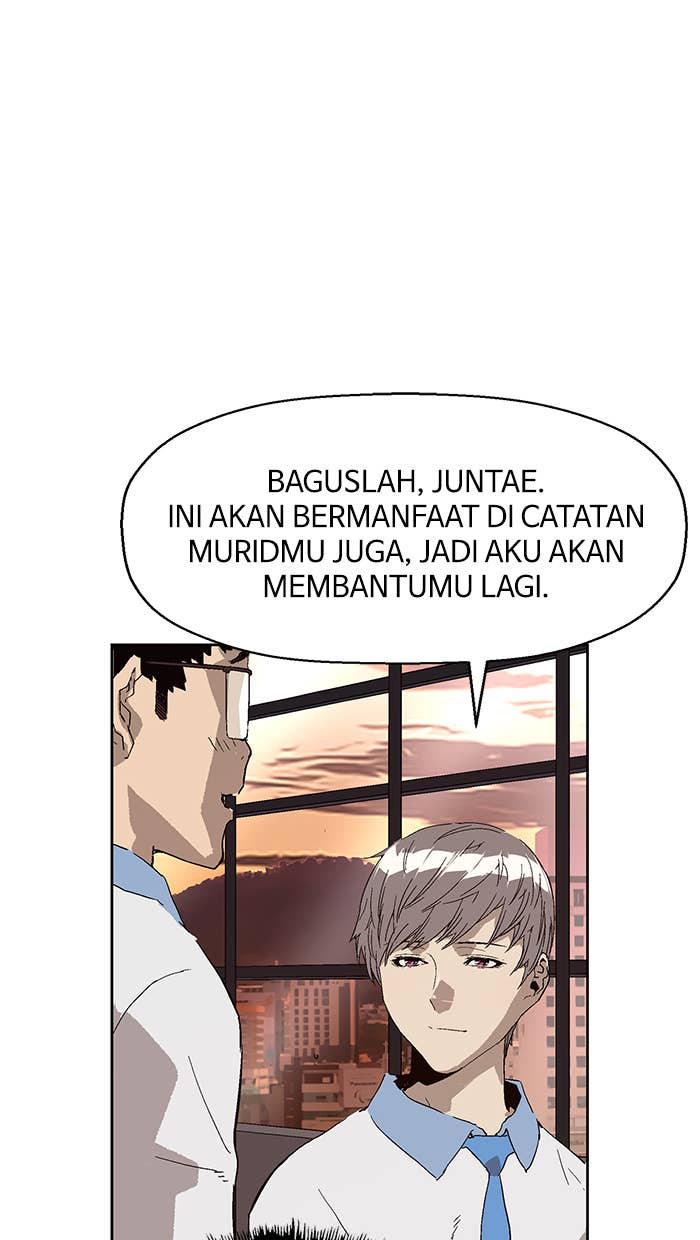 BAGUSLAH, JUNTAE.
INI AKAN BERMANFAAT DI CATATAN
MURIDMU JUGA, JADI AKU AKAN
MEMBANTUMU LAGI.